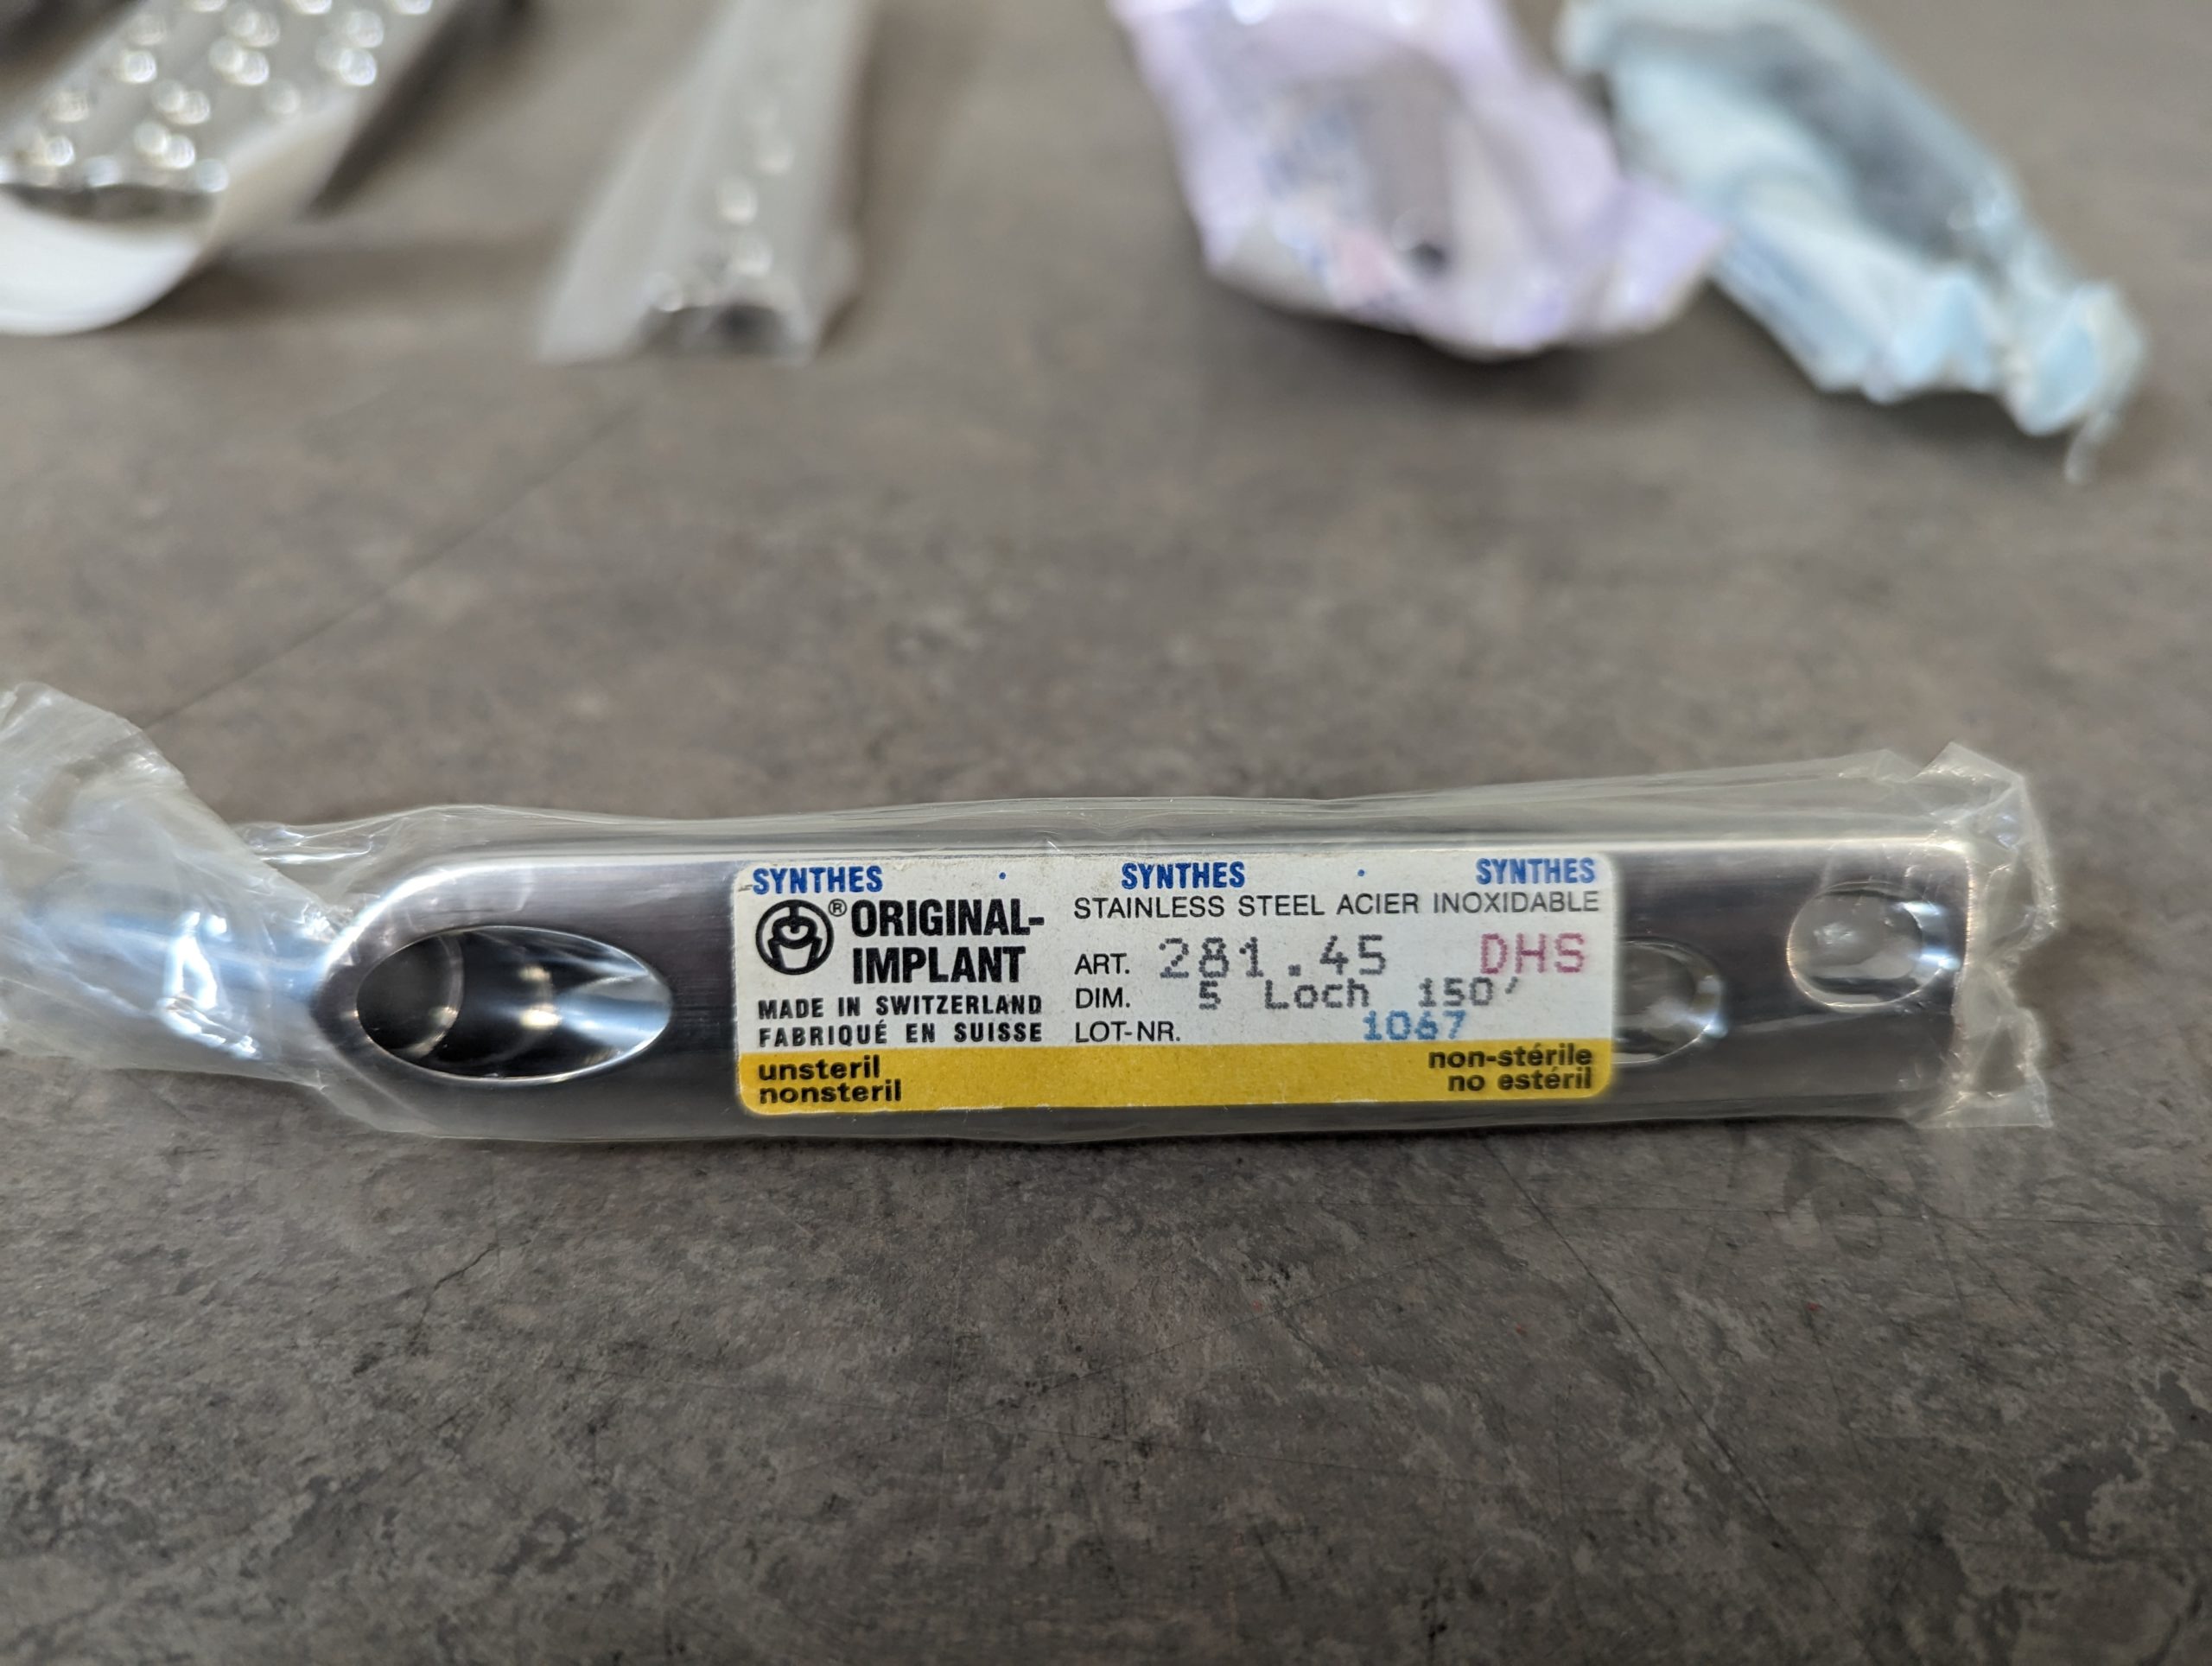 SYNTHES · SYNTHES · SYNTHES
® ORIGINAL-
IMPLANT
MADE IN SWITZERLAND
FABRIQUÉ EN SUISSE
STAINLESS STEEL ACIER INOXIDABLE
ART. 281.45 DHS
DIM. 5 Loch 150'
LOT-NR. 1067
unsteril
nonsteril
non-stérile
no estéril